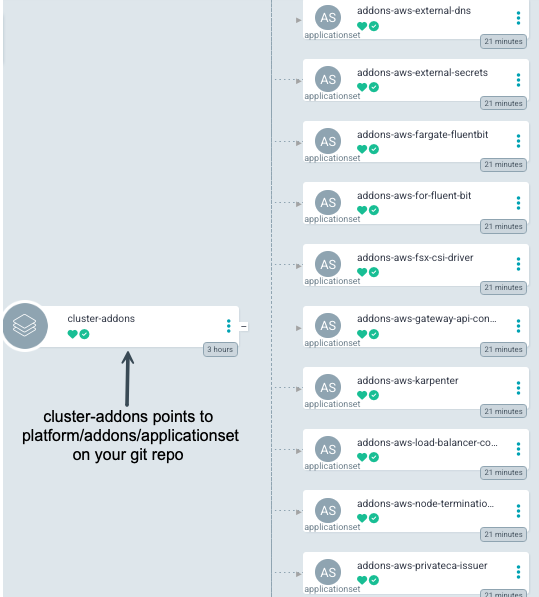 addons-aws-external-dns
AS
applicationset
21 minutes
addons-aws-external-secrets
AS
applicationset
21 minutes
addons-aws-fargate-fluentbit
AS
applicationset
21 minutes
addons-aws-for-fluent-bit
AS
applicationset
21 minutes
addons-aws-fsx-csi-driver
AS
applicationset
21 minutes
cluster-addons
3 hours
addons-aws-gateway-api-con...
AS
applicationset
21 minutes
cluster-addons points to
platform/addons/applicationset
on your git repo
addons-aws-karpenter
AS
applicationset
21 minutes
addons-aws-load-balancer-co...
AS
applicationset
21 minutes
addons-aws-node-terminatio...
AS
applicationset
21 minutes
addons-aws-privateca-issuer
AS
applicationset
21 minutes